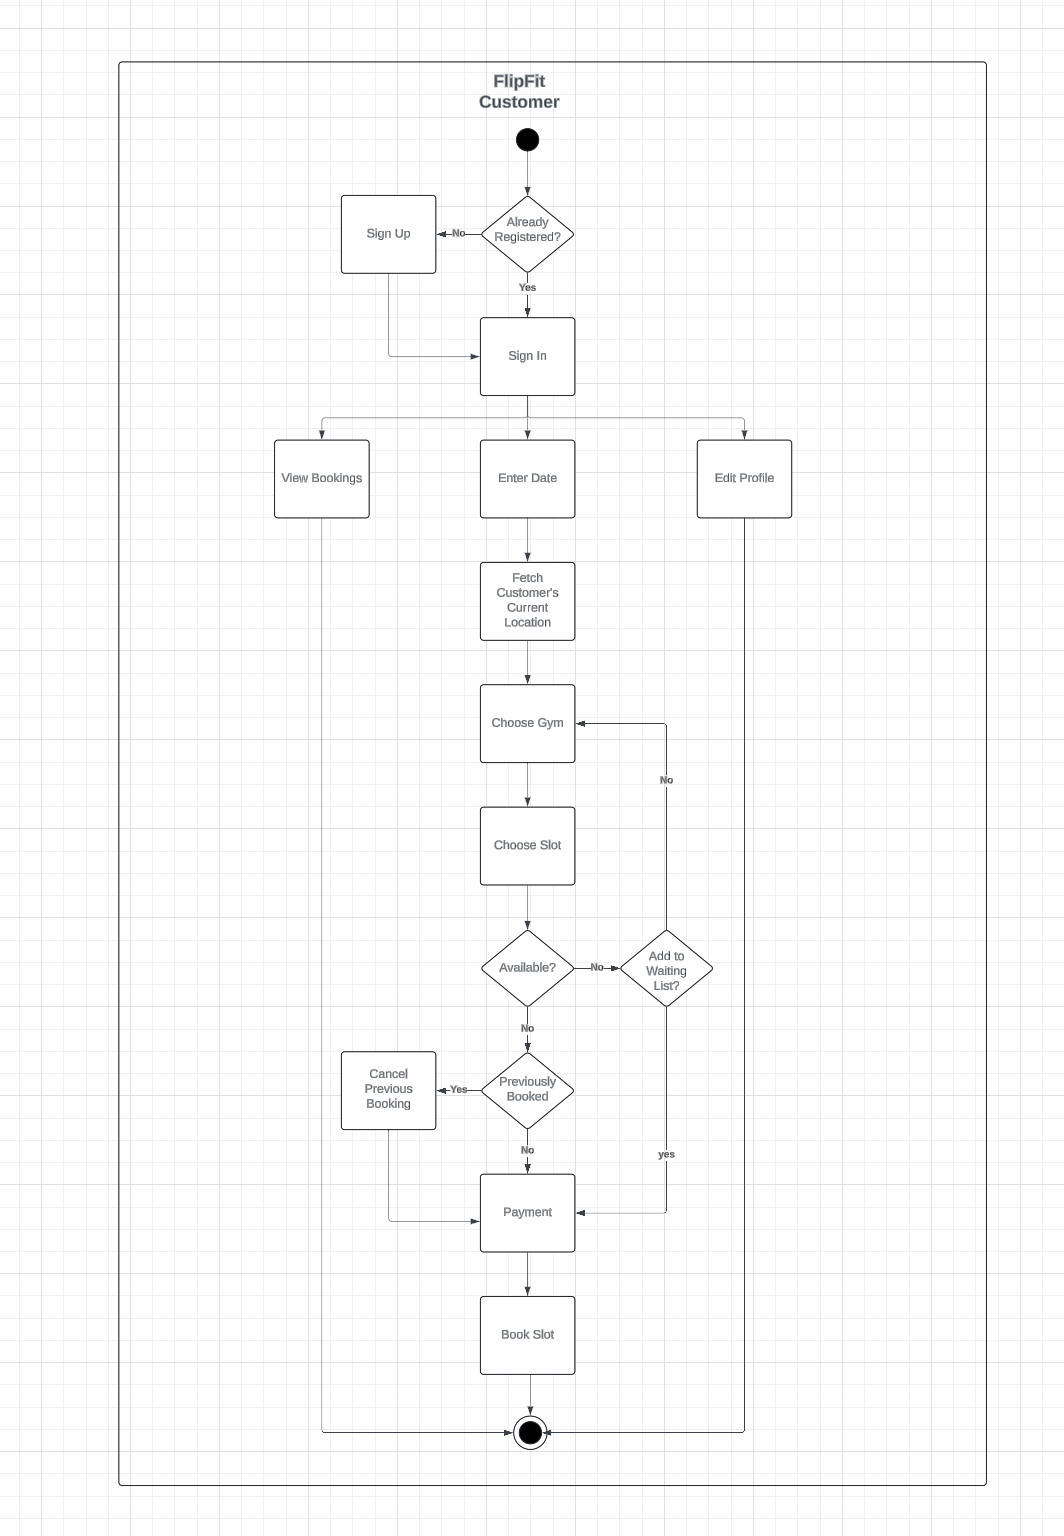 FlipFit
Customer
Already
Registered?
No
Sign Up
Yes
Sign In
View Bookings
Enter Date
Edit Profile
Fetch
Customer's
Current
Location
Choose Gym
No
Choose Slot
Available?
No
Add to
Waiting
List?
No
Cancel
Previous
Booking
Yes
Previously
Booked
No
yes
Payment
Book Slot